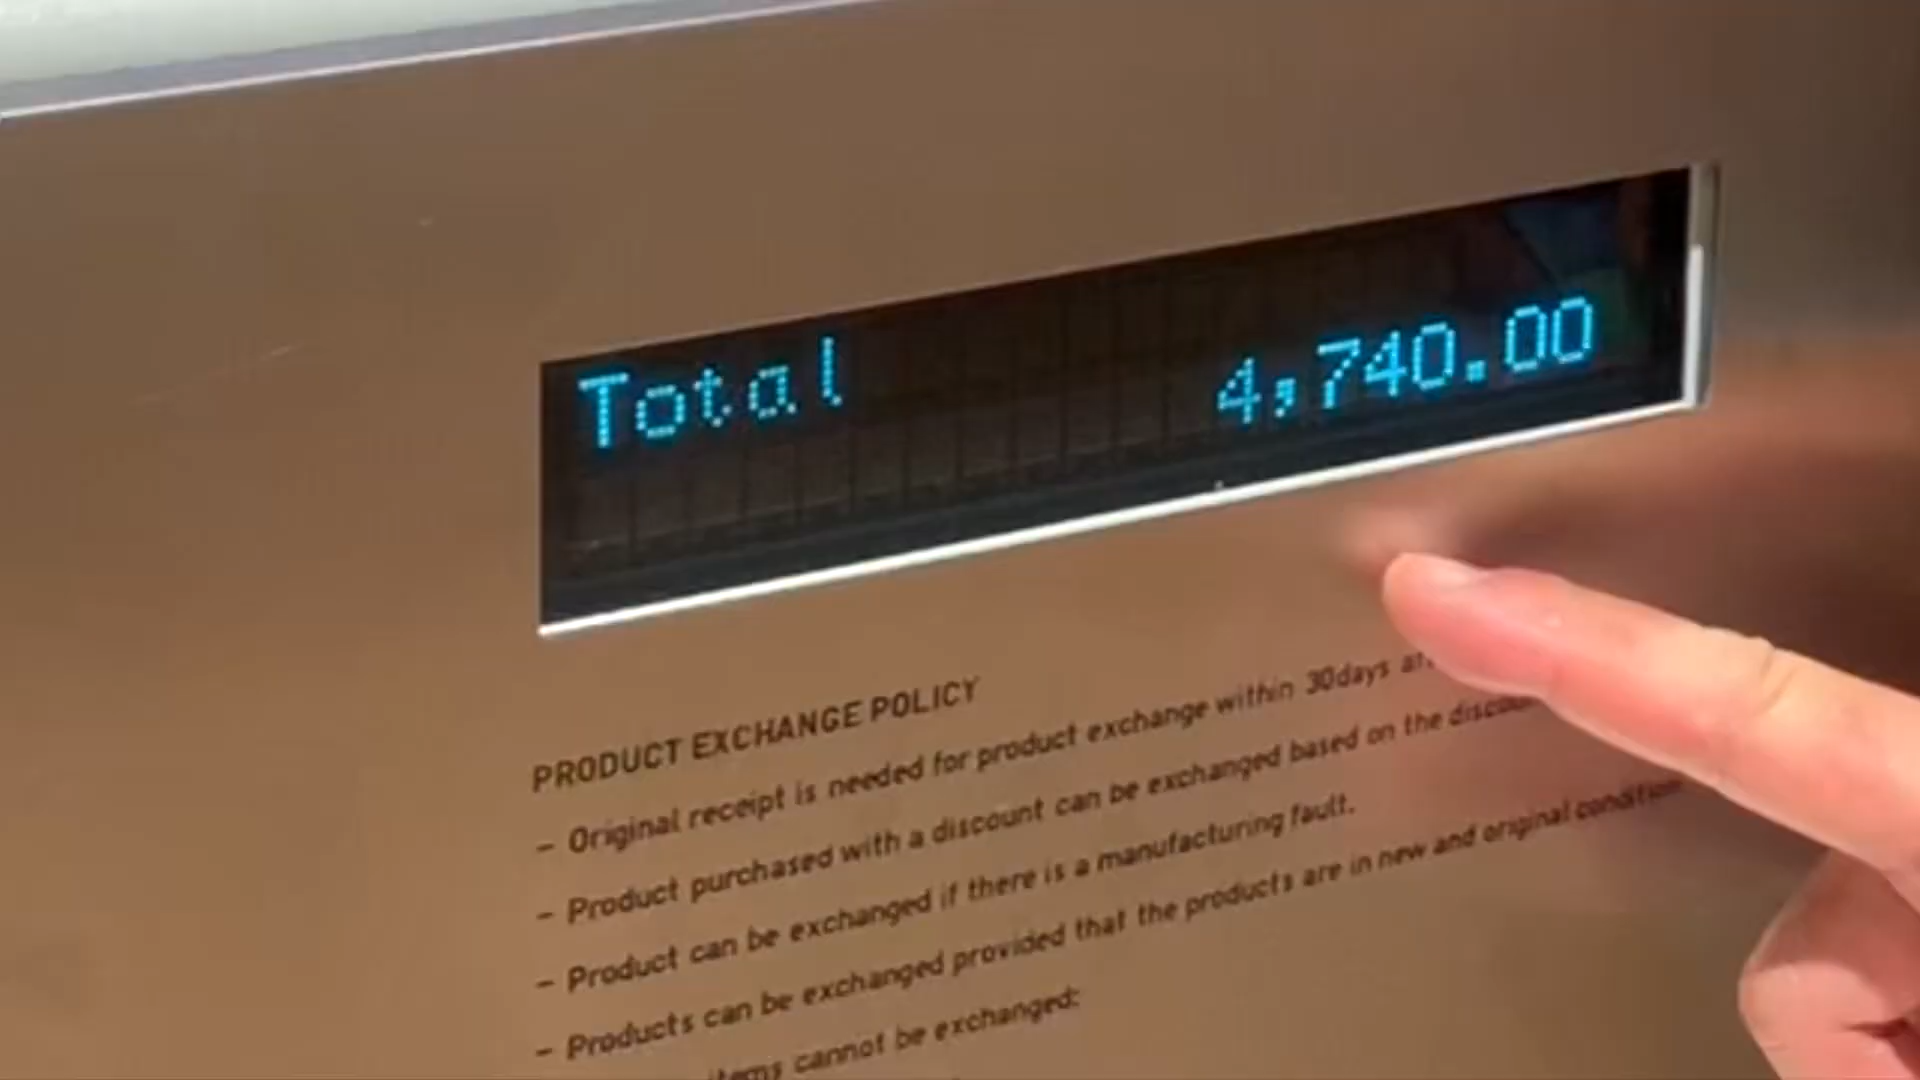 Total 4,740.00
PRODUCT EXCHANGE POLICY
- Original receipt is needed for product exchange within 30days
- Product purchased with a discount can be exchanged based on the
- Product can be exchanged if there is a manufacturing fault.
- Products can be exchanged provided that the products are in new and original condition
items cannot be exchanged: